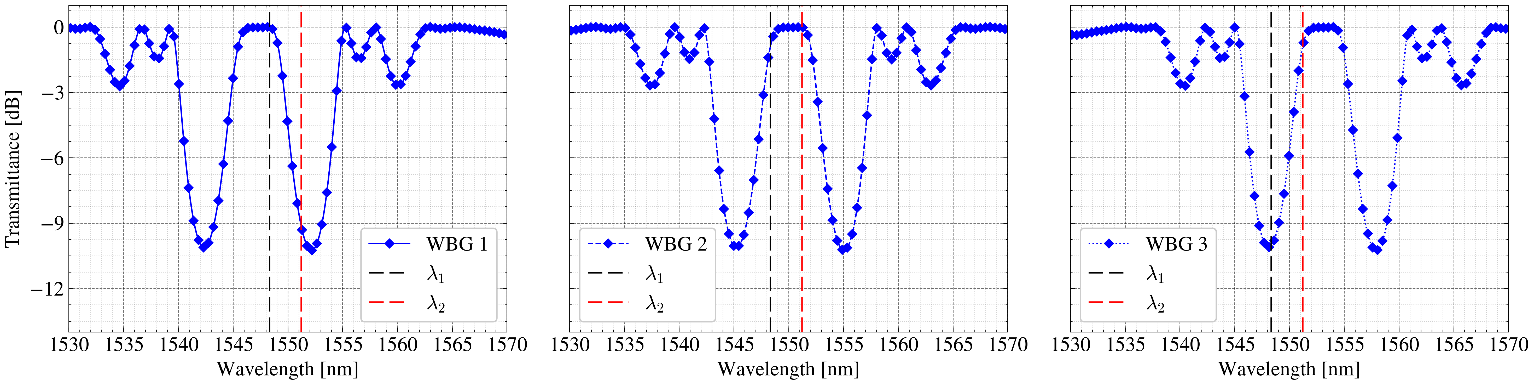 Transmittance [dB]
0
−3
−6
−9
−12
WBG 1
λ1
λ2
1530 1535 1540 1545 1550 1555 1560 1565 1570
Wavelength [nm]
WBG 2
λ1
λ2
1530 1535 1540 1545 1550 1555 1560 1565 1570
Wavelength [nm]
WBG 3
λ1
λ2
1530 1535 1540 1545 1550 1555 1560 1565 1570
Wavelength [nm]